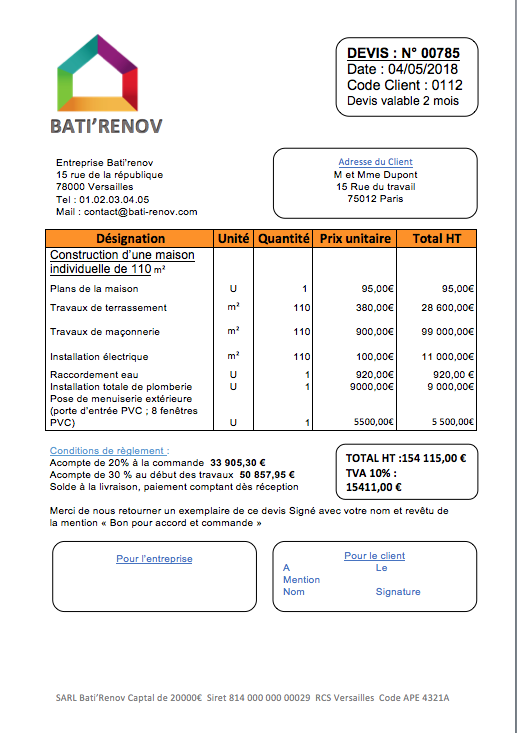 BATI'RENOV
DEVIS : N° 00785
Date : 04/05/2018
Code Client : 0112
Devis valable 2 mois
Entreprise Bati'renov
15 rue de la république
78000 Versailles
Tel : 01.02.03.04.05
Mail : contact@bati-renov.com
Adresse du Client
M et Mme Dupont
15 Rue du travail
75012 Paris
Désignation Unité Quantité Prix unitaire Total HT
Construction d'une maison
individuelle de 110 m²
Plans de la maison U 1 95,00€ 95,00€
Travaux de terrassement m² 110 380,00€ 28 600,00€
Travaux de maçonnerie m² 110 900,00€ 99 000,00€
Installation électrique m² 110 100,00€ 11 000,00€
Raccordement eau U 1 920,00€ 920,00 €
Installation totale de plomberie U 1 9000,00€ 9 000,00€
Pose de menuiserie extérieure
(porte d'entrée PVC ; 8 fenêtres
PVC) U 1 5500,00€ 5 500,00€
Conditions de règlement :
Acompte de 20% à la commande 33 905,30 €
Acompte de 30 % au début des travaux 50 857,95 €
Solde à la livraison, paiement comptant dès réception
TOTAL HT :154 115,00 €
TVA 10% :
15411,00 €
Merci de nous retourner un exemplaire de ce devis Signé avec votre nom et revêtu de
la mention « Bon pour accord et commande »
Pour l'entreprise
Pour le client
A Le
Mention
Nom Signature
SARL Bati'Renov Captal de 20000€ Siret 814 000 000 00029 RCS Versailles Code APE 4321A